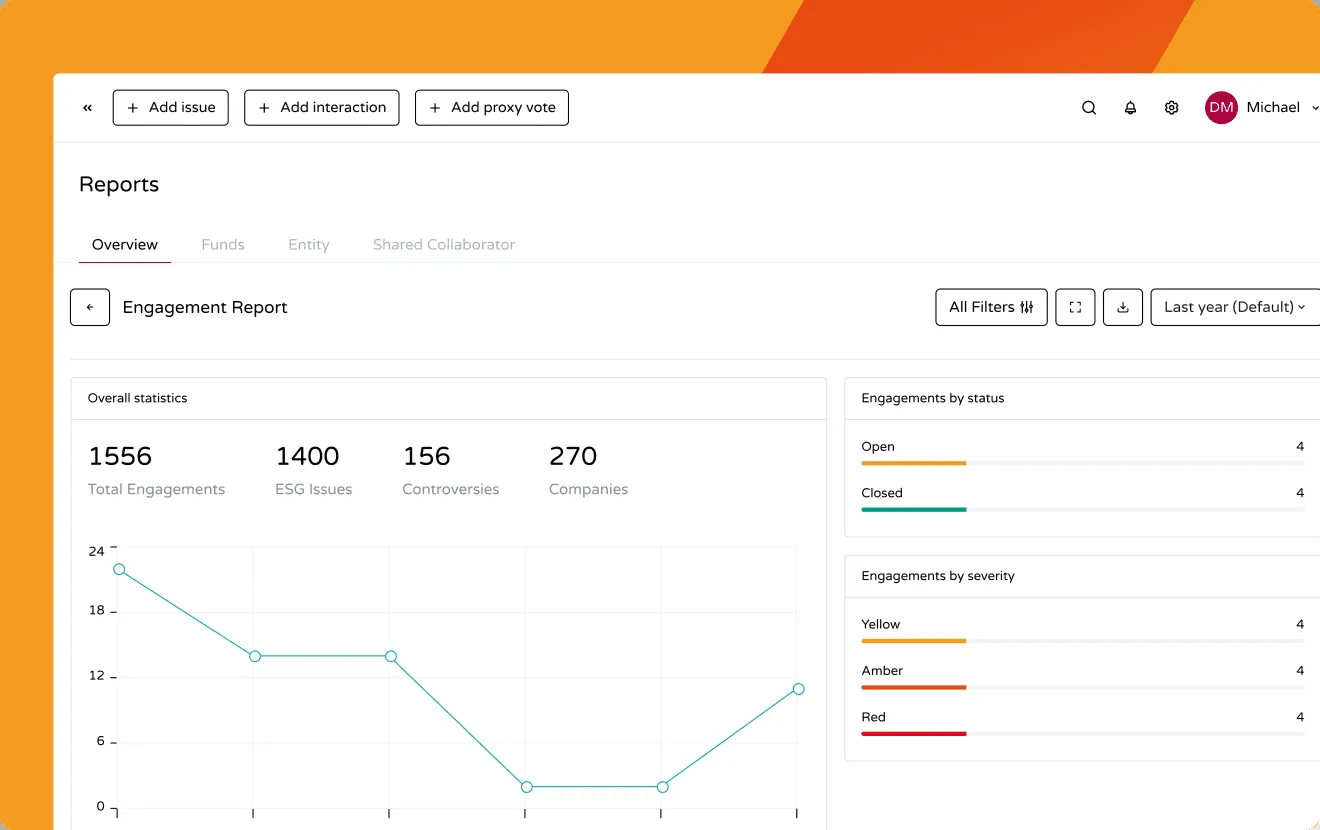 « + Add issue + Add interaction + Add proxy vote DM Michael
Reports
Overview Funds Entity Shared Collaborator
Engagement Report All Filters Last year (Default)
Overall statistics
1556 1400 156 270
Total Engagements ESG Issues Controversies Companies
24
18
12
6
0
Engagements by status
Open 4
Closed 4
Engagements by severity
Yellow 4
Amber 4
Red 4